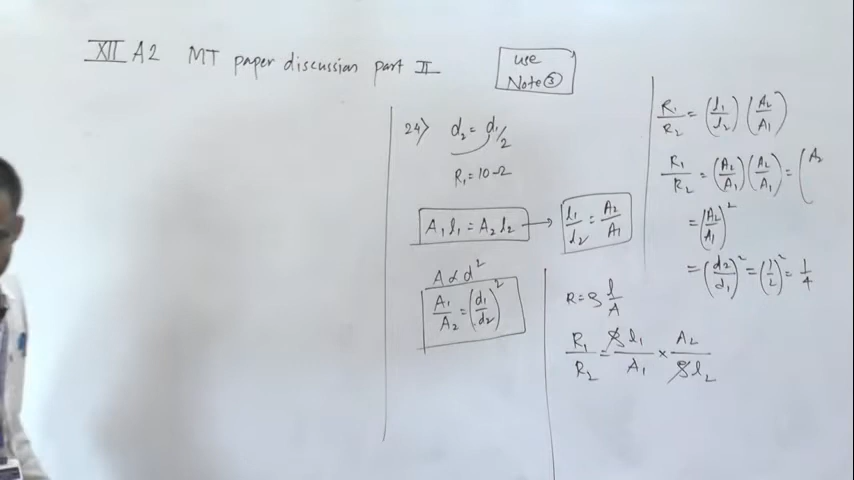 XII A2 MT paper discussion part II
use
Note ③
24) d₂ = d₁/2
R₁ = 10 Ω
A₁ l₁ = A₂ l₂ → l₁/l₂ = A₂/A₁
A α d²
A₁/A₂ = (d₁/d₂)²
R = ρ l/A
R₁/R₂ = ρ l₁/A₁ × A₂/ρ l₂
R₁/R₂ = (l₁/l₂) (A₂/A₁)
R₁/R₂ = (A₂/A₁) (A₂/A₁) = (A₂
= (A₂/A₁)²
= (d₂/d₁)² = (1/2)² = 1/4